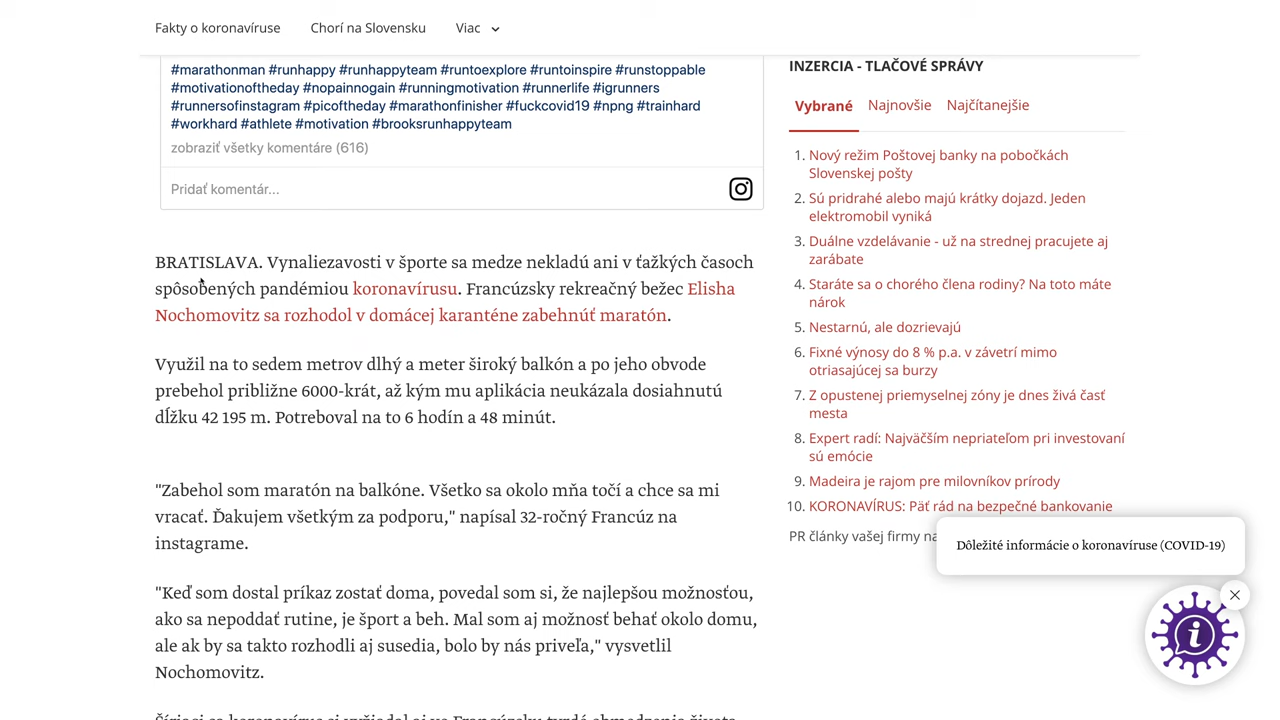 Fakty o koronavíruse
Chorí na Slovensku
Viac
#marathonman #runhappy #runhappyteam #runtoexplore #runtoinspire #runstoppable
#motivationoftheday #nopainnogain #runningmotivation #runnerlife #igrunners
#runnersofinstagram #picoftheday #marathonfinisher #fuckcovid19 #npng #trainhard
#workhard #athlete #motivation #brooksrunhappyteam
zobraziť všetky komentáre (616)
Pridať komentár...
BRATISLAVA. Vynaliezavosti v športe sa medze nekladú ani v ťažkých časoch
spôsobených pandémiou koronavírusu. Francúzsky rekreačný bežec Elisha
Nochomovitz sa rozhodol v domácej karanténe zabehnúť maratón.
Využil na to sedem metrov dlhý a meter široký balkón a po jeho obvode
prebehol približne 6000-krát, až kým mu aplikácia neukázala dosiahnutú
dĺžku 42 195 m. Potreboval na to 6 hodín a 48 minút.
"Zabehol som maratón na balkóne. Všetko sa okolo mňa točí a chce sa mi
vracať. Ďakujem všetkým za podporu," napísal 32-ročný Francúz na
instagrame.
"Keď som dostal príkaz zostať doma, povedal som si, že najlepšou možnosťou,
ako sa nepoddať rutine, je šport a beh. Mal som aj možnosť behať okolo domu,
ale ak by sa takto rozhodli aj susedia, bolo by nás priveľa," vysvetlil
Nochomovitz.
Šíriaci sa koronavírus si vyžiadal aj vo Francúzsku tvrdé obmedzenia života
INZERCIA - TLAČOVÉ SPRÁVY
Vybrané
Najnovšie
Najčítanejšie
1. Nový režim Poštovej banky na pobočkách
Slovenskej pošty
2. Sú pridrahé alebo majú krátky dojazd. Jeden
elektromobil vyniká
3. Duálne vzdelávanie - už na strednej pracujete aj
zarábate
4. Staráte sa o chorého člena rodiny? Na toto máte
nárok
5. Nestarnú, ale dozrievajú
6. Fixné výnosy do 8 % p.a. v závetrí mimo
otriasajúcej sa burzy
7. Z opustenej priemyselnej zóny je dnes živá časť
mesta
8. Expert radí: Najväčším nepriateľom pri investovaní
sú emócie
9. Madeira je rajom pre milovníkov prírody
10. KORONAVÍRUS: Päť rád na bezpečné bankovanie
PR články vašej firmy na
Dôležité informácie o koronavíruse (COVID-19)